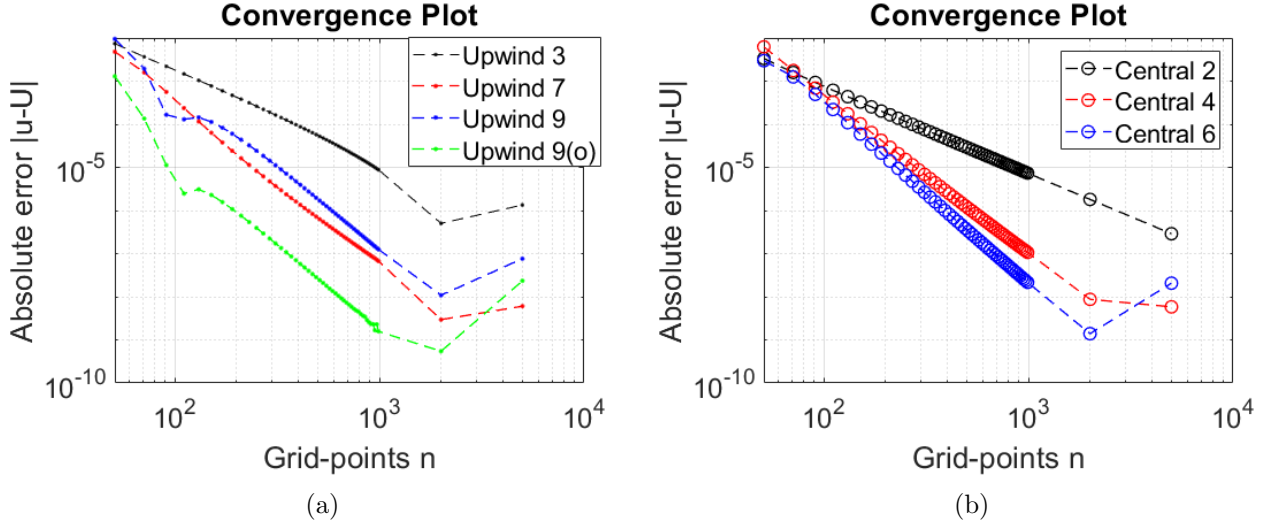 Convergence Plot
Absolute error |u-U|
10^-5
10^-10
10^2
10^3
10^4
Grid-points n
Upwind 3
Upwind 7
Upwind 9
Upwind 9(o)
(a)
Convergence Plot
Absolute error |u-U|
10^-5
10^-10
10^2
10^3
10^4
Grid-points n
Central 2
Central 4
Central 6
(b)